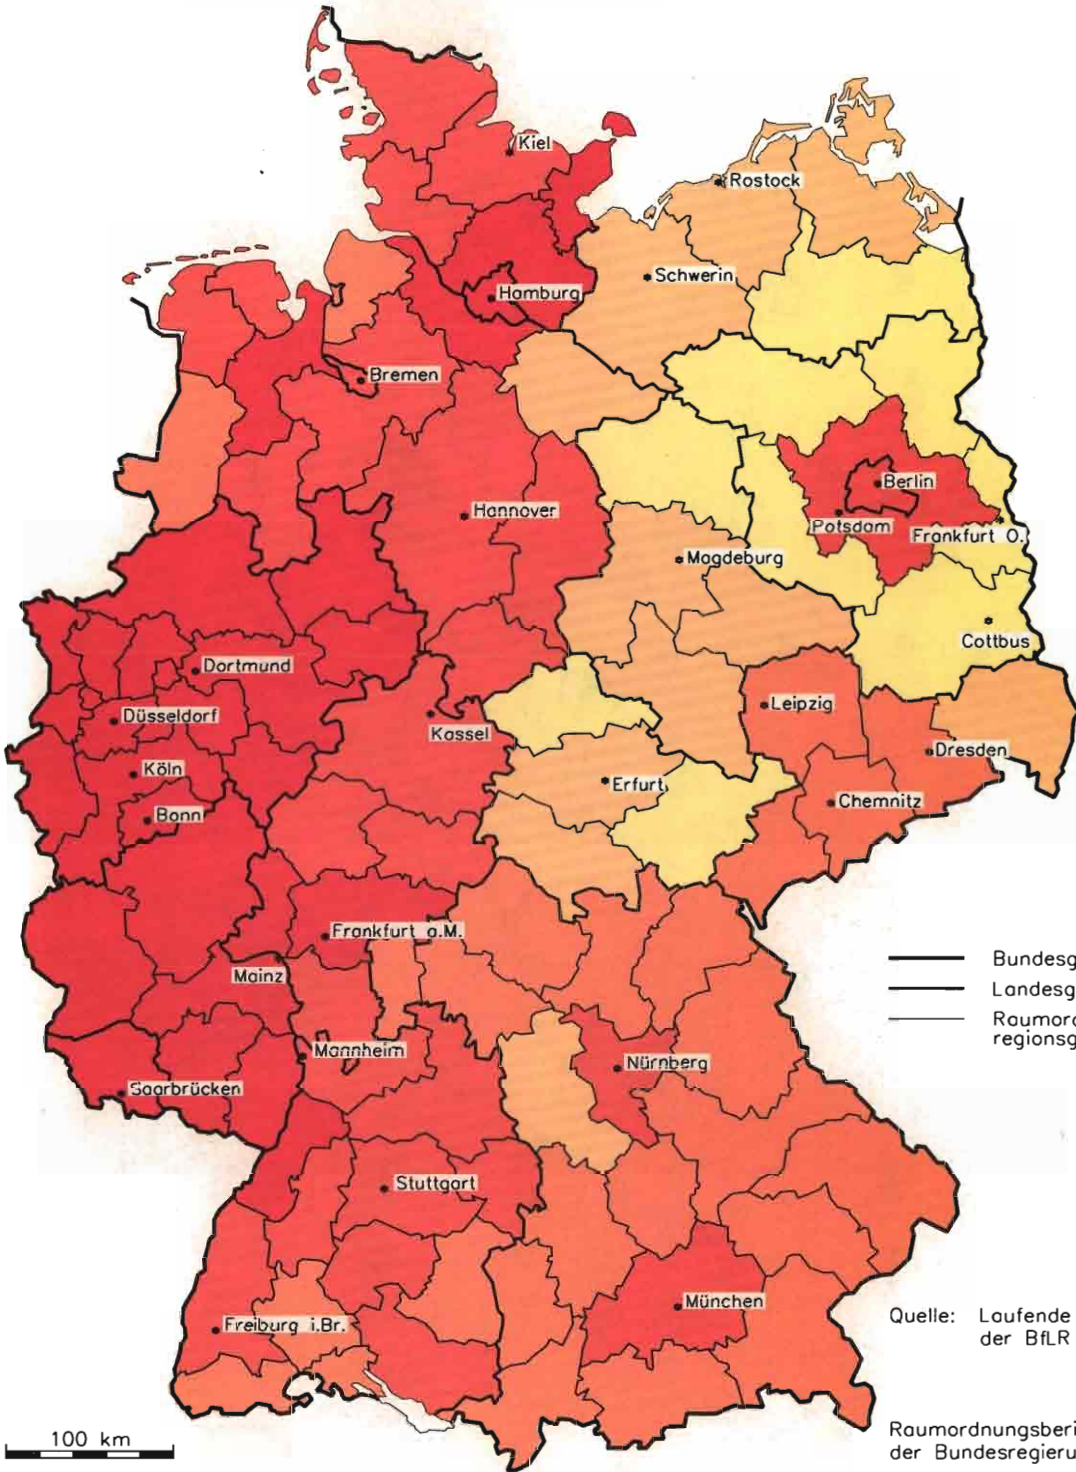 Kiel
Rostock
Schwerin
Hamburg
Bremen
Berlin
Hannover
Potsdam
Frankfurt O.
Magdeburg
Cottbus
Dortmund
Leipzig
Düsseldorf
Kassel
Dresden
Köln
Erfurt
Chemnitz
Bonn
Frankfurt a.M.
Mainz
Bundesg
Landesg
Raumord
regionsg
Mannheim
Nürnberg
Saarbrücken
Stuttgart
München
Quelle: Laufende
der BfLR
Freiburg i.Br.
100 km
Raumordnungsberi
der Bundesregieru